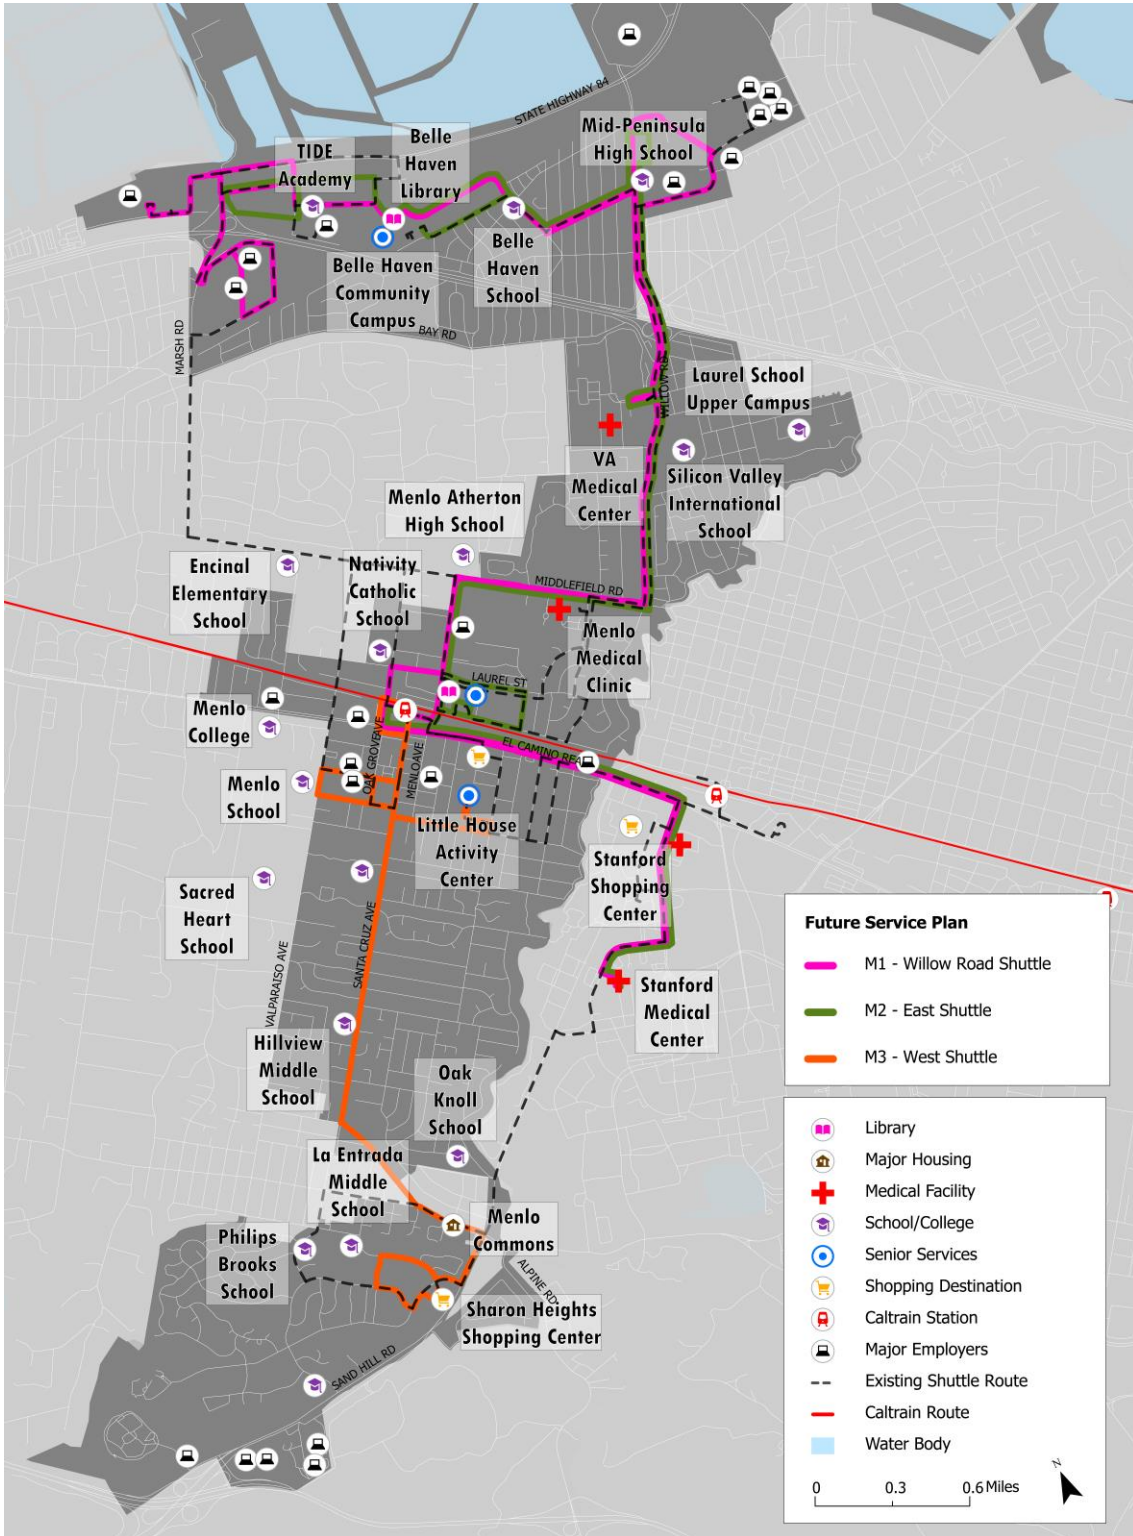 STATE HIGHWAY 84
Mid-Peninsula
High School
Belle
Haven
Library
TIDE
Academy
Belle
Haven
School
Belle Haven
Community
Campus
BAY RD
MARSH RD
WILLOW RD
Laurel School
Upper Campus
VA
Medical
Center
Silicon Valley
International
School
Menlo Atherton
High School
Encinal
Elementary
School
Nativity
Catholic
School
MIDDLEFIELD RD
Menlo
Medical
Clinic
LAUREL ST
Menlo
College
OAK GROVE AVE
MENLO AVE
EL CAMINO REA
Menlo
School
Little House
Activity
Center
Stanford
Shopping
Center
Sacred
Heart
School
VALPARAISO AVE
SANTA CRUZ AVE
Stanford
Medical
Center
Hillview
Middle
School
Oak
Knoll
School
La Entrada
Middle
School
Menlo
Commons
Philips
Brooks
School
ALPINE RD
Sharon Heights
Shopping Center
SAND HILL RD
Future Service Plan
M1 - Willow Road Shuttle
M2 - East Shuttle
M3 - West Shuttle
Library
Major Housing
Medical Facility
School/College
Senior Services
Shopping Destination
Caltrain Station
Major Employers
Existing Shuttle Route
Caltrain Route
Water Body
0 0.3 0.6 Miles
N